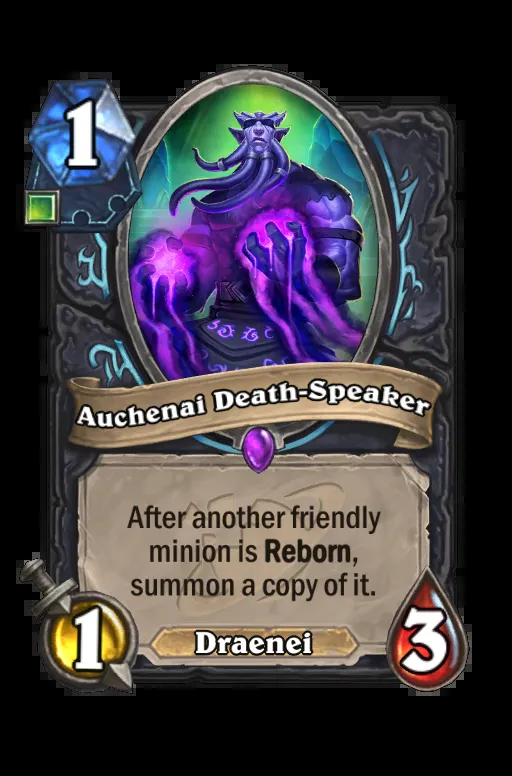 1
Auchenai Death-Speaker
After another friendly
minion is Reborn,
summon a copy of it.
1
Draenei
3